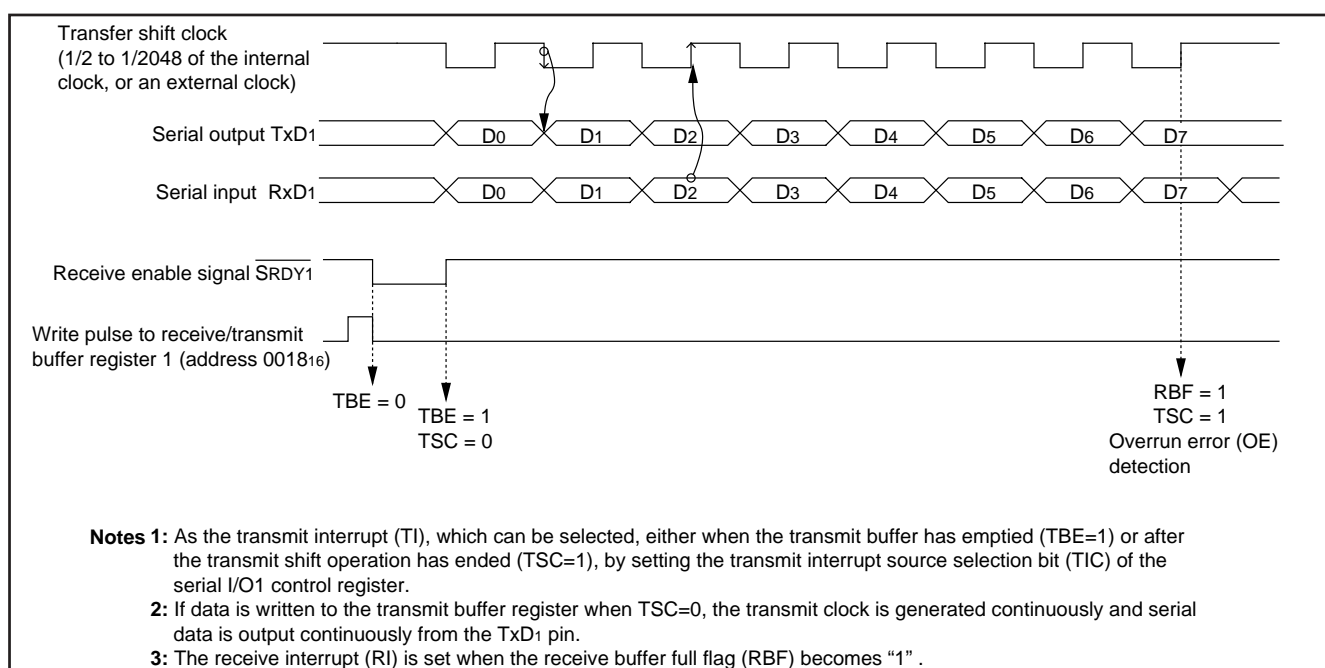 Transfer shift clock
(1/2 to 1/2048 of the internal
clock, or an external clock)
Serial output TxD1
D0 D1 D2 D3 D4 D5 D6 D7
Serial input RxD1
D0 D1 D2 D3 D4 D5 D6 D7
Receive enable signal SRDY1
Write pulse to receive/transmit
buffer register 1 (address 001816)
TBE = 0
TBE = 1
TSC = 0
RBF = 1
TSC = 1
Overrun error (OE)
detection
Notes 1: As the transmit interrupt (TI), which can be selected, either when the transmit buffer has emptied (TBE=1) or after
the transmit shift operation has ended (TSC=1), by setting the transmit interrupt source selection bit (TIC) of the
serial I/O1 control register.
2: If data is written to the transmit buffer register when TSC=0, the transmit clock is generated continuously and serial
data is output continuously from the TxD1 pin.
3: The receive interrupt (RI) is set when the receive buffer full flag (RBF) becomes “1” .